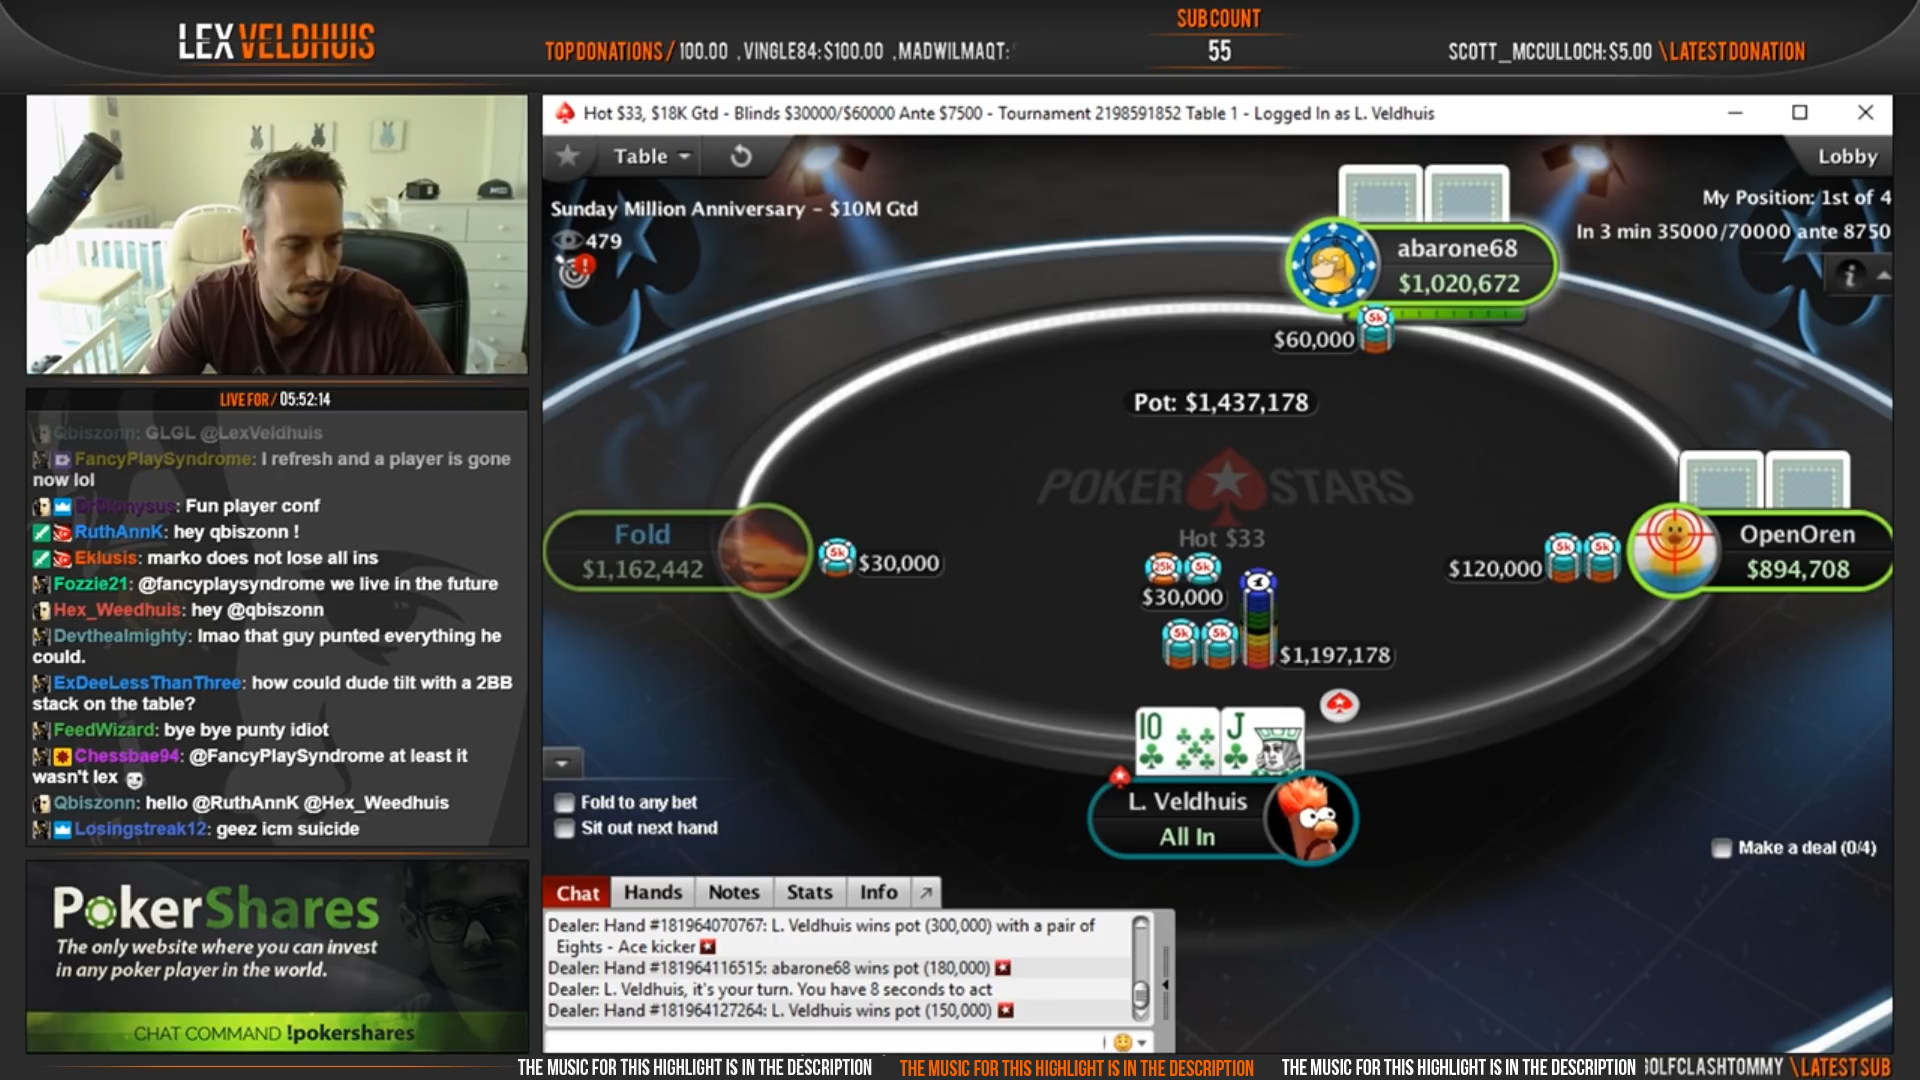 LEX VELDHUIS
TOP DONATIONS / 100.00 , VINGLE84: $100.00 , MADWILMAQT:
SUB COUNT
55
SCOTT_MCCULLOCH: $5.00 \ LATEST DONATION
Hot $33, $18K Gtd - Blinds $30000/$60000 Ante $7500 - Tournament 2198591852 Table 1 - Logged In as L. Veldhuis
Table
Lobby
Sunday Million Anniversary - $10M Gtd
479
My Position: 1st of 4
In 3 min 35000/70000 ante 8750
abarone68
$1,020,672
5k
$60,000
Pot: $1,437,178
POKER STARS
Hot $33
Fold
$1,162,442
5k
$30,000
OpenOren
$894,708
5k 5k
$120,000
25k 5k
$30,000
5k 5k
$1,197,178
10 J
L. Veldhuis
All In
Fold to any bet
Sit out next hand
Make a deal (0/4)
Chat Hands Notes Stats Info
Dealer: Hand #181964070767: L. Veldhuis wins pot (300,000) with a pair of
Eights - Ace kicker
Dealer: Hand #181964116515: abarone68 wins pot (180,000)
Dealer: L. Veldhuis, it's your turn. You have 8 seconds to act
Dealer: Hand #181964127264: L. Veldhuis wins pot (150,000)
LIVE FOR / 05:52:14
Qbiszonn: GLGL @LexVeldhuis
FancyPlaySyndrome: I refresh and a player is gone
now lol
DrDionysus: Fun player conf
RuthAnnK: hey qbiszonn !
Eklusis: marko does not lose all ins
Fozzie21: @fancyplaysyndrome we live in the future
Hex_Weedhuis: hey @qbiszonn
Devthealmighty: lmao that guy punted everything he
could.
ExDeeLessThanThree: how could dude tilt with a 2BB
stack on the table?
FeedWizard: bye bye punty idiot
Chessbae94: @FancyPlaySyndrome at least it
wasn't lex
Qbiszonn: hello @RuthAnnK @Hex_Weedhuis
Losingstreak12: geez icm suicide
PokerShares
The only website where you can invest
in any poker player in the world.
CHAT COMMAND !pokershares
THE MUSIC FOR THIS HIGHLIGHT IS IN THE DESCRIPTION THE MUSIC FOR THIS HIGHLIGHT IS IN THE DESCRIPTION THE MUSIC FOR THIS HIGHLIGHT IS IN THE DESCRIPTION
GOLFCLASHTOMMY \ LATEST SUB